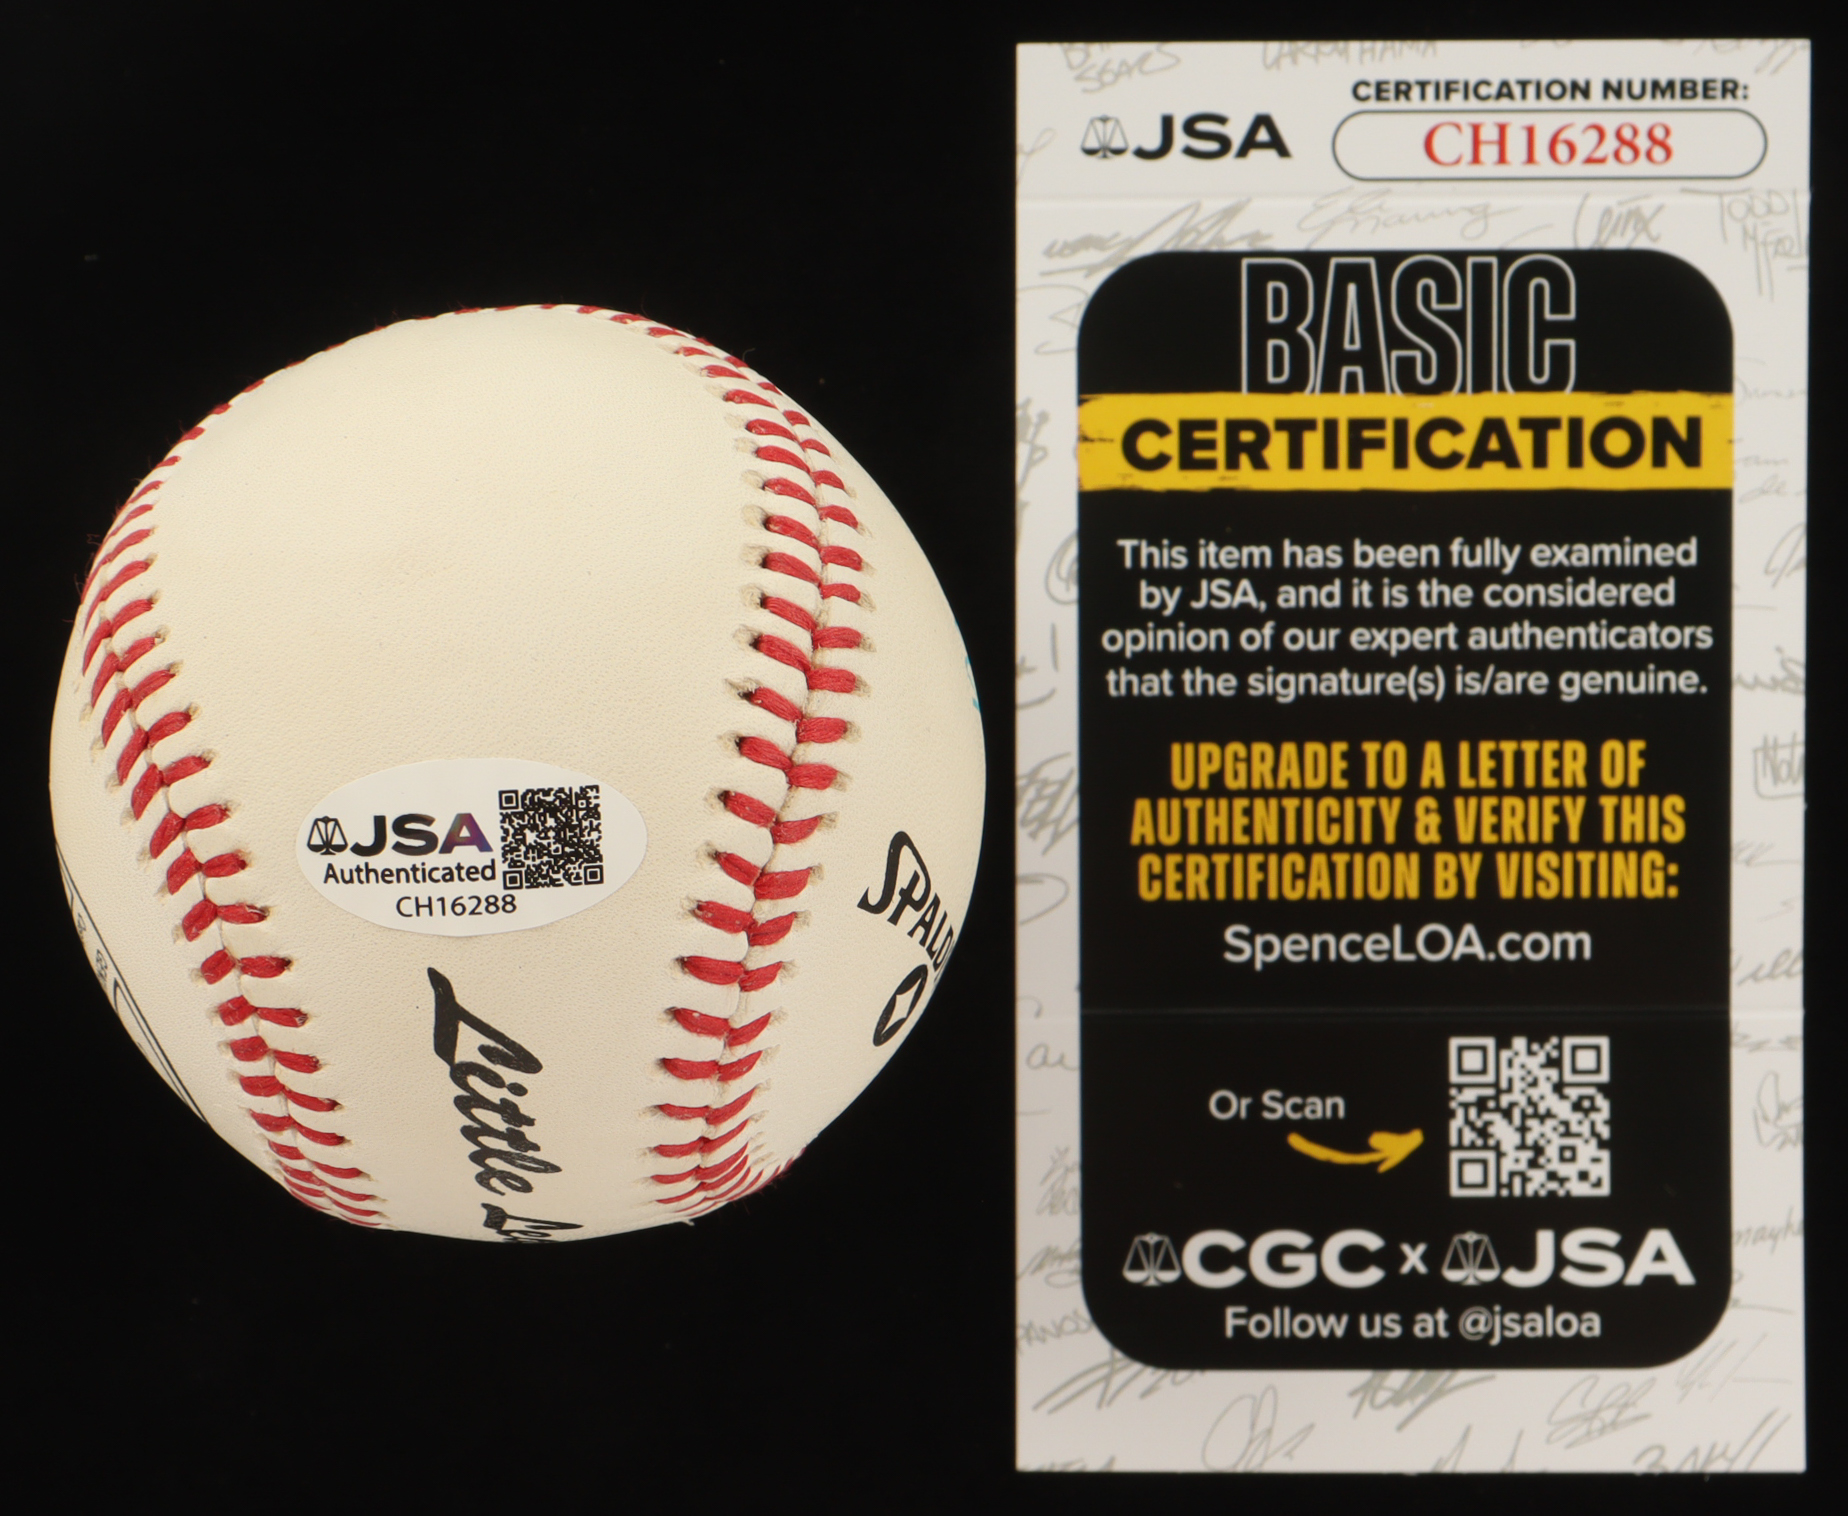 JSA
Authenticated
CH16288
Little
SPALD
JSA
CERTIFICATION NUMBER:
CH16288
BASIC
CERTIFICATION
This item has been fully examined
by JSA, and it is the considered
opinion of our expert authenticators
that the signature(s) is/are genuine.
UPGRADE TO A LETTER OF
AUTHENTICITY & VERIFY THIS
CERTIFICATION BY VISITING:
SpenceLOA.com
Or Scan
CGC x JSA
Follow us at @jsaloa